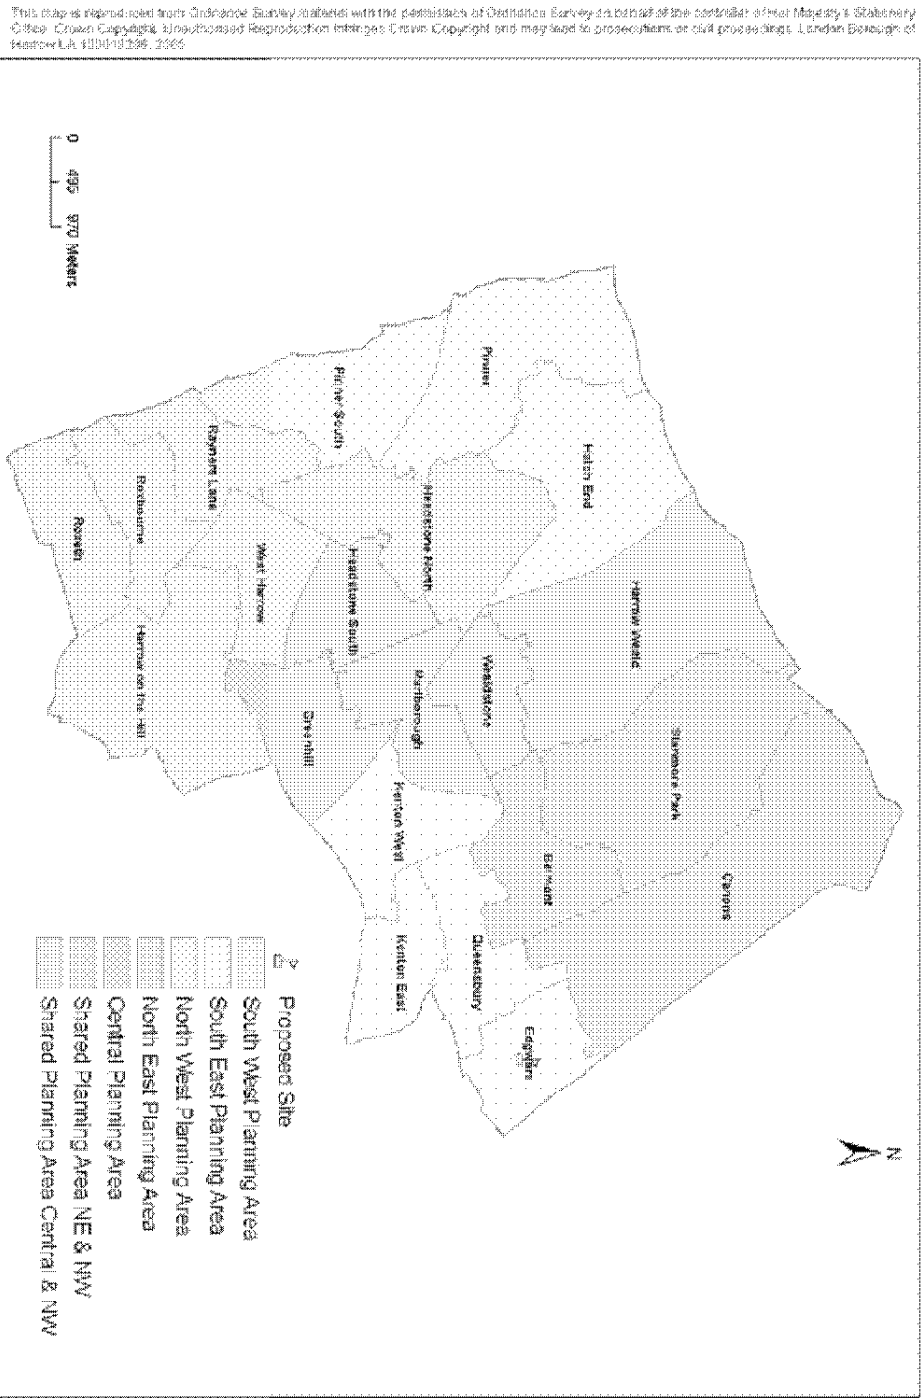 This map is reproduced from Ordnance Survey material with the permission of Ordnance Survey on behalf of the controller of Her Majesty's Stationery
Office. Crown Copyright. Unauthorised Reproduction infringes Crown Copyright and may lead to prosecutions or civil proceedings. London Borough of
Harrow LA 2005
N
Canons
Stanmore Park
Harrow Weald
Hatch End
Belmont
Edgware
Pinner
Wealdstone
Queensbury
Headstone North
Marlborough
Kenton West
Kenton East
Pinner South
Headstone South
Greenhill
West Harrow
Rayners Lane
Roxbourne
Harrow on the Hill
Roxeth
0 485 970 Meters
Proposed Site
South West Planning Area
South East Planning Area
North West Planning Area
North East Planning Area
Central Planning Area
Shared Planning Area NE & NW
Shared Planning Area Central & NW